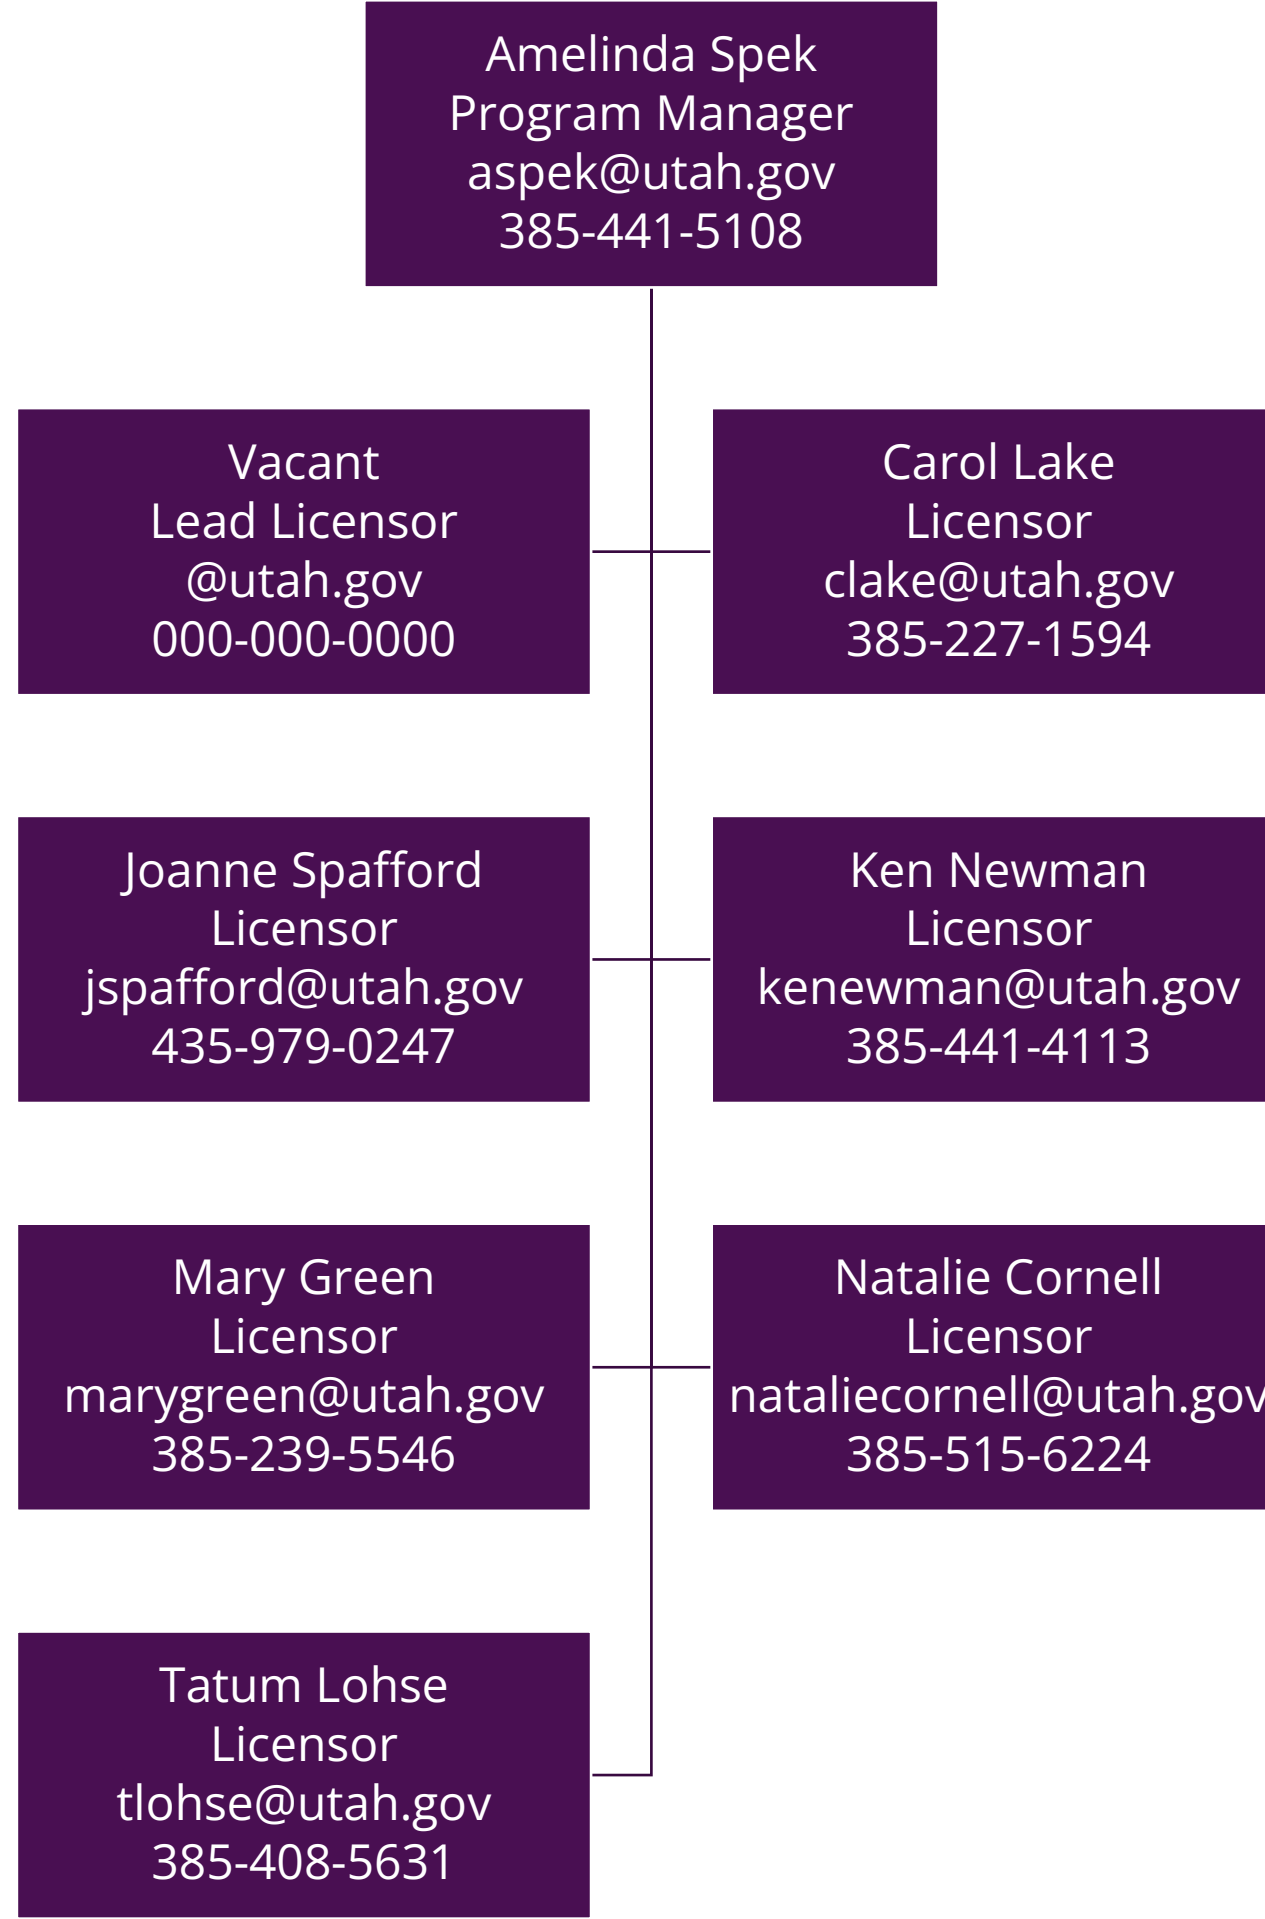 Amelinda Spek
Program Manager
aspek@utah.gov
385-441-5108
Vacant
Lead Licensor
@utah.gov
000-000-0000
Carol Lake
Licensor
clake@utah.gov
385-227-1594
Joanne Spafford
Licensor
jspafford@utah.gov
435-979-0247
Ken Newman
Licensor
kenewman@utah.gov
385-441-4113
Mary Green
Licensor
marygreen@utah.gov
385-239-5546
Natalie Cornell
Licensor
nataliecornell@utah.gov
385-515-6224
Tatum Lohse
Licensor
tlohse@utah.gov
385-408-5631